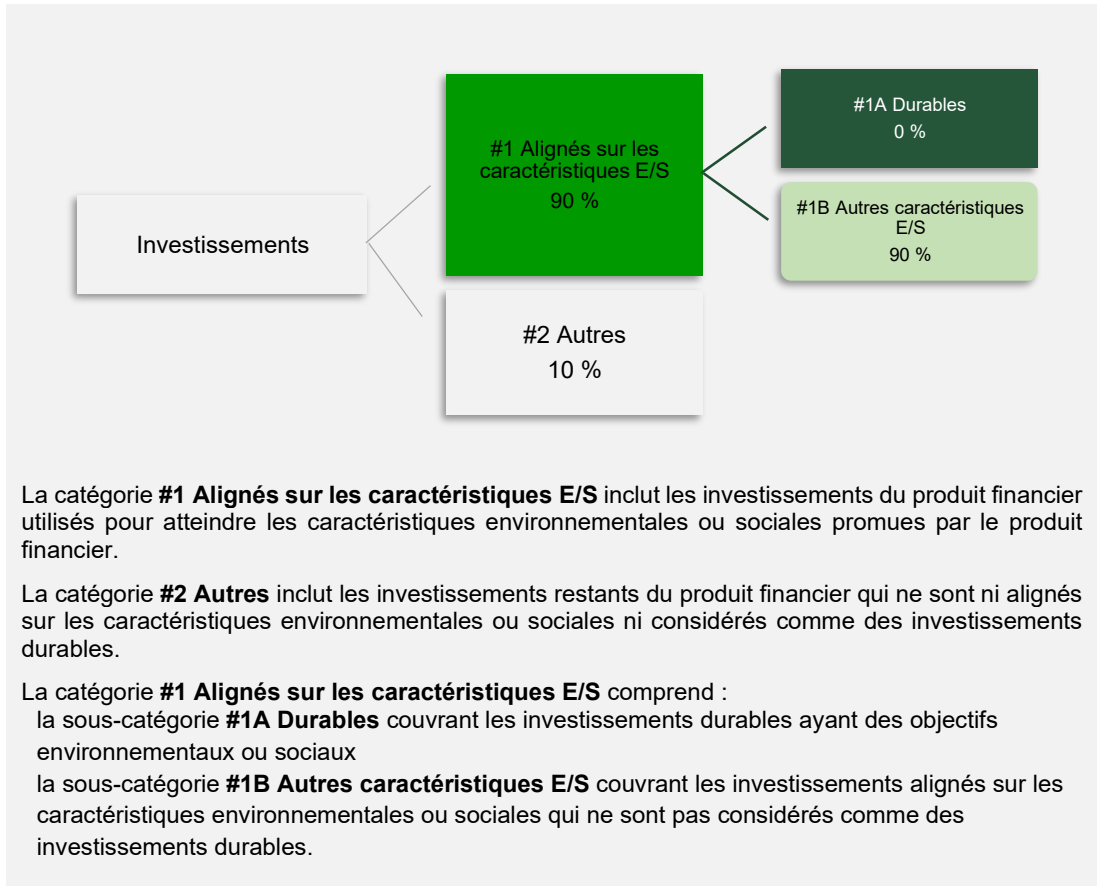 #1A Durables
0 %
#1 Alignés sur les
caractéristiques E/S
90 %
#1B Autres caractéristiques
E/S
90 %
Investissements
#2 Autres
10 %
La catégorie #1 Alignés sur les caractéristiques E/S inclut les investissements du produit financier
utilisés pour atteindre les caractéristiques environnementales ou sociales promues par le produit
financier.
La catégorie #2 Autres inclut les investissements restants du produit financier qui ne sont ni alignés
sur les caractéristiques environnementales ou sociales ni considérés comme des investissements
durables.
La catégorie #1 Alignés sur les caractéristiques E/S comprend :
la sous-catégorie #1A Durables couvrant les investissements durables ayant des objectifs
environnementaux ou sociaux
la sous-catégorie #1B Autres caractéristiques E/S couvrant les investissements alignés sur les
caractéristiques environnementales ou sociales qui ne sont pas considérés comme des
investissements durables.